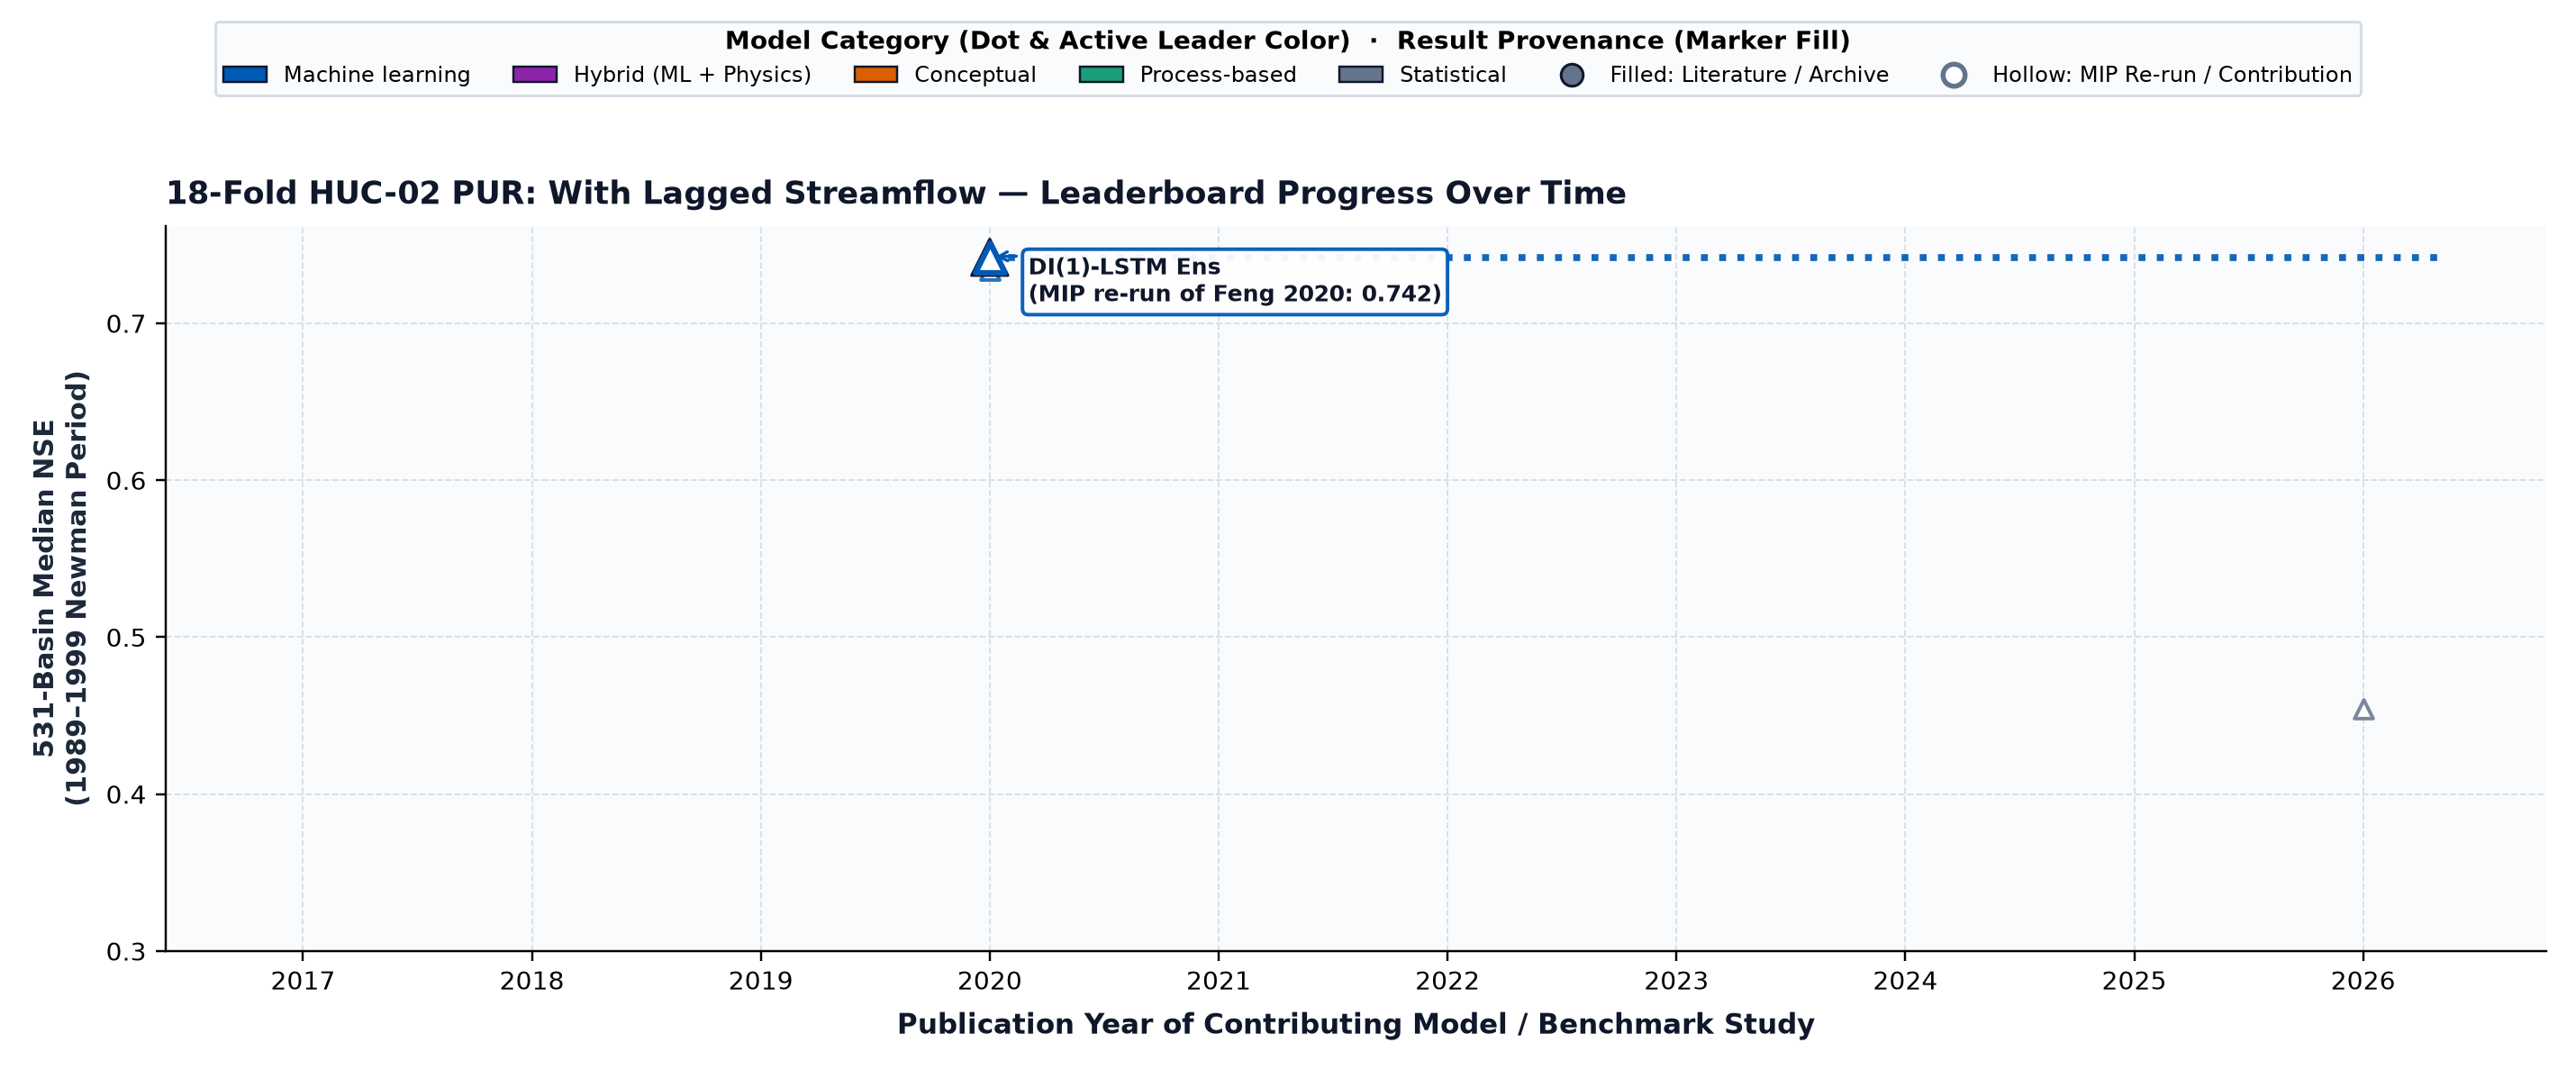 Model Category (Dot & Active Leader Color)  ·  Result Provenance (Marker Fill)
Machine learning
Hybrid (ML + Physics)
Conceptual
Process-based
Statistical
Filled: Literature / Archive
Hollow: MIP Re-run / Contribution
18-Fold HUC-02 PUR: With Lagged Streamflow — Leaderboard Progress Over Time
DI(1)-LSTM Ens
(MIP re-run of Feng 2020: 0.742)
531-Basin Median NSE
(1989–1999 Newman Period)
0.7
0.6
0.5
0.4
0.3
2017
2018
2019
2020
2021
2022
2023
2024
2025
2026
Publication Year of Contributing Model / Benchmark Study